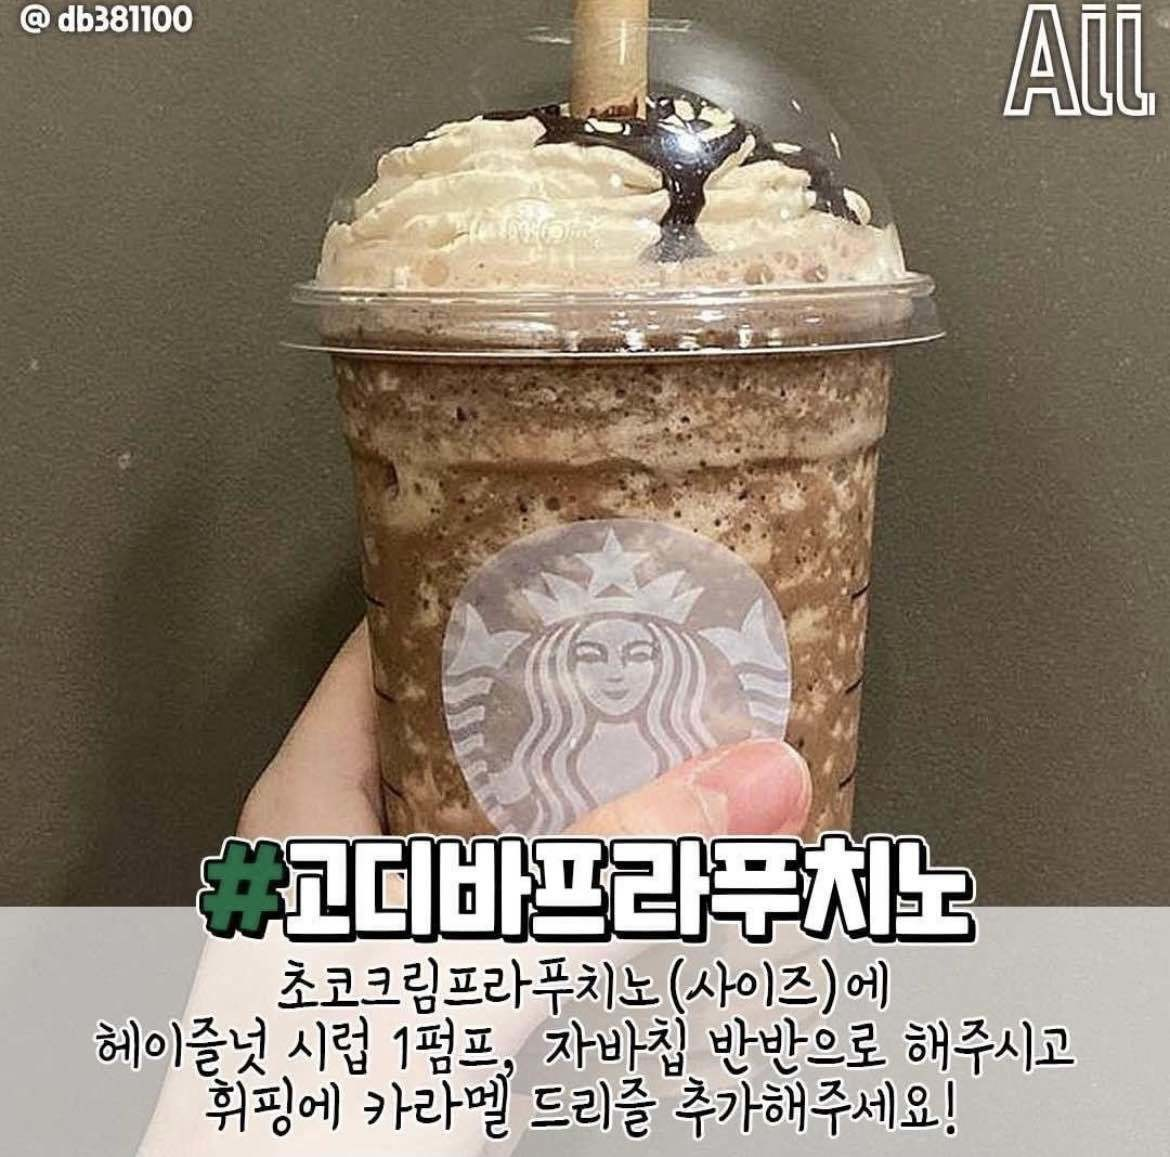 @ db381100
All
#고디바프라푸치노
초코크림프라푸치노(사이즈)에
헤이즐넛 시럽 1펌프, 자바칩 반반으로 해주시고
휘핑에 카라멜 드리즐 추가해주세요!